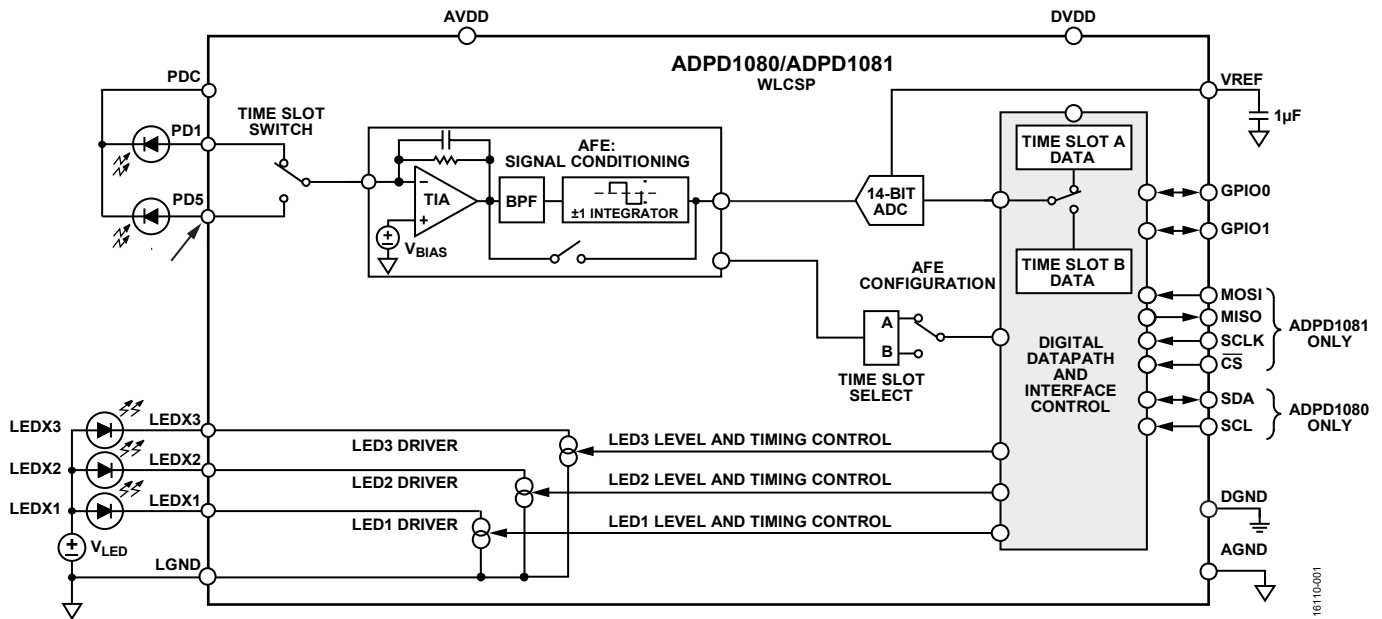 AVDD
DVDD
ADPD1080/ADPD1081
WLCSP
PDC
VREF
1µF
TIME SLOT
SWITCH
PD1
PD5
AFE:
SIGNAL CONDITIONING
−
TIA
+
BPF
±1 INTEGRATOR
VBIAS
14-BIT
ADC
TIME SLOT A
DATA
TIME SLOT B
DATA
GPIO0
GPIO1
AFE
CONFIGURATION
A
B
TIME SLOT
SELECT
DIGITAL
DATAPATH
AND
INTERFACE
CONTROL
MOSI
MISO
SCLK
CS
ADPD1081
ONLY
SDA
SCL
ADPD1080
ONLY
LEDX3
LEDX3
LED3 DRIVER
LED3 LEVEL AND TIMING CONTROL
LEDX2
LEDX2
LED2 DRIVER
LED2 LEVEL AND TIMING CONTROL
LEDX1
LEDX1
LED1 DRIVER
LED1 LEVEL AND TIMING CONTROL
VLED
LGND
DGND
AGND
16110-001